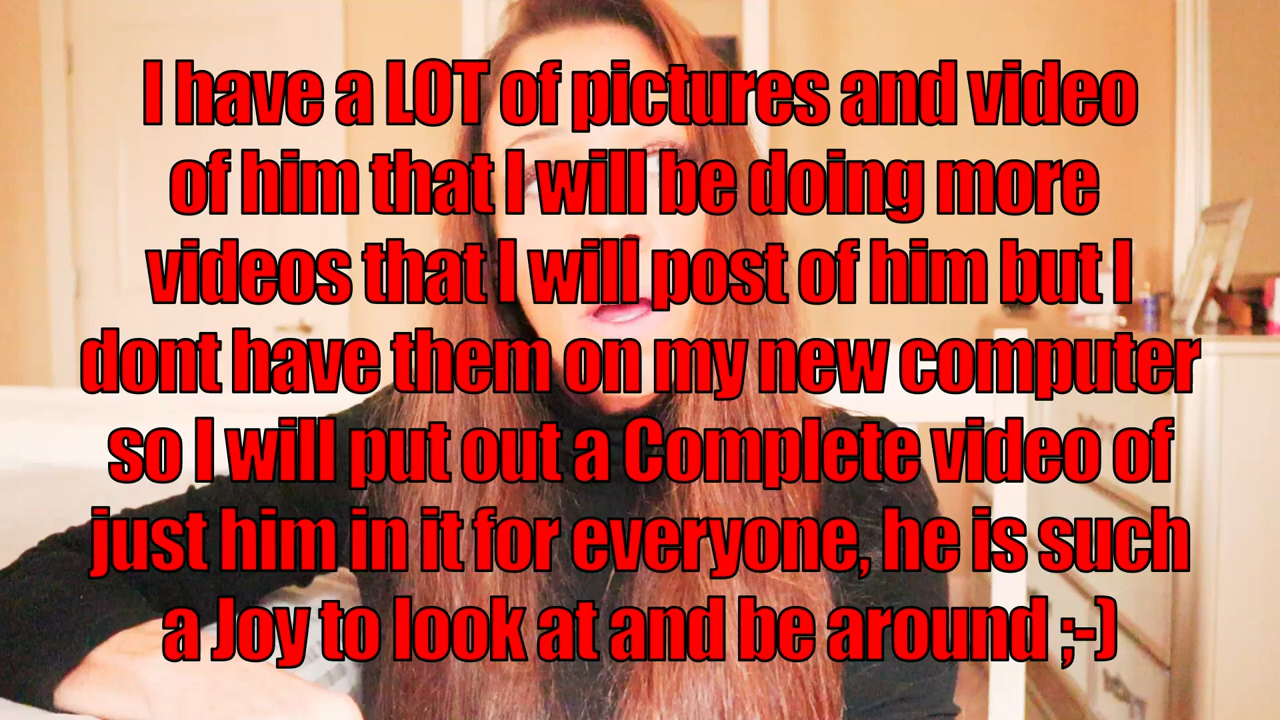 I have a LOT of pictures and video
of him that I will be doing more
videos that I will post of him but I
dont have them on my new computer
so I will put out a Complete video of
just him in it for everyone, he is such
a Joy to look at and be around ;-)